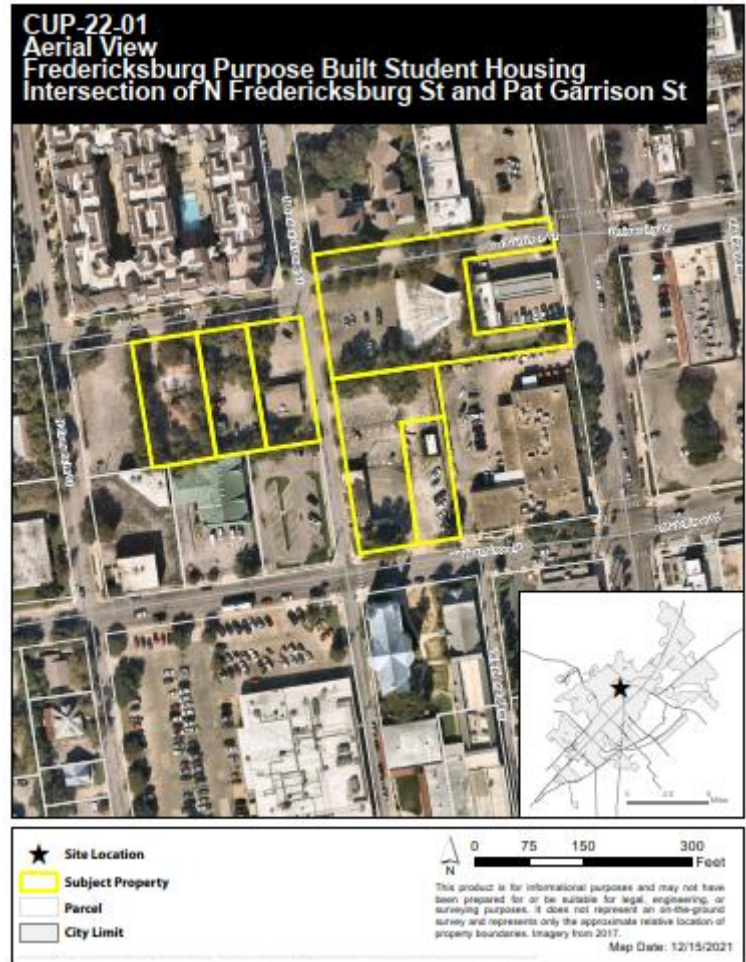 CUP-22-01
Aerial View
Fredericksburg Purpose Built Student Housing
Intersection of N Fredericksburg St and Pat Garrison St
Site Location
Subject Property
Parcel
City Limit
N
0 75 150 300
Feet
This product is for informational purposes and may not have
been prepared for or be suitable for legal, engineering, or
surveying purposes. It does not represent an on-the-ground
survey and represents only the approximate relative location of
property boundaries. Imagery from 2017.
Map Date: 12/15/2021